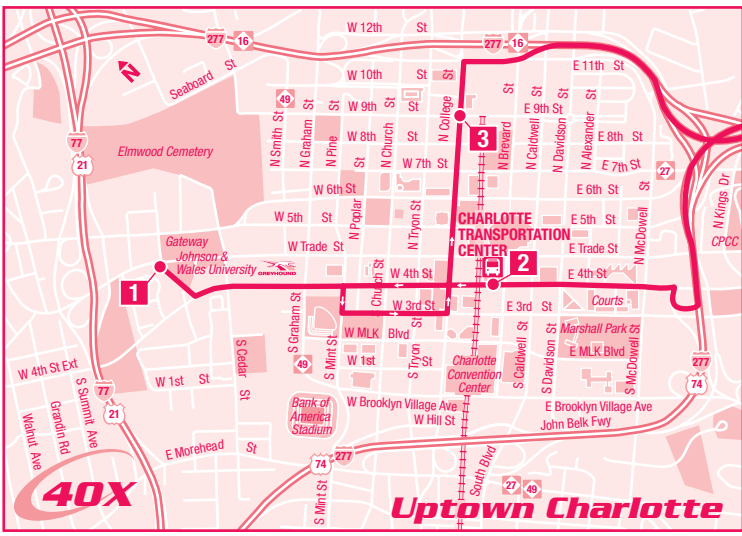 W 12th St
277
16
277
16
Seaboard St
N
W 10th St
E 11th St
49
W 9th St
E 9th St
N Smith St
N Graham St
N Pine
N Church St
N College
N Brevard St
N Caldwell St
N Davidson St
N Alexander St
3
77
21
Elmwood Cemetery
W 8th St
E 8th St
W 7th St
E 7th St
27
W 6th St
E 6th St
N McDowell St
N Kings Dr
W 5th St
N Poplar St
N Tryon St
E 5th St
CHARLOTTE
TRANSPORTATION
CENTER
CPCC
Gateway
Johnson &
Wales University
GREYHOUND
W Trade St
E Trade St
1
2
W 4th St
E 4th St
S Church St
W 3rd St
E 3rd St
Courts
S Graham St
S Mint St
W MLK Blvd
Marshall Park
E MLK Blvd
S McDowell St
49
W 1st St
S Tryon St
Charlotte
Convention
Center
S Caldwell St
S Davidson St
277
74
W 4th St Ext
77
21
W 1st St
S Cedar St
S Summit Ave
Grandin Rd
Walnut Ave
Bank of
America
Stadium
W Brooklyn Village Ave
E Brooklyn Village Ave
W Hill St
John Belk Fwy
E Morehead St
277
74
S Mint St
South Blvd
27
49
40X
Uptown Charlotte